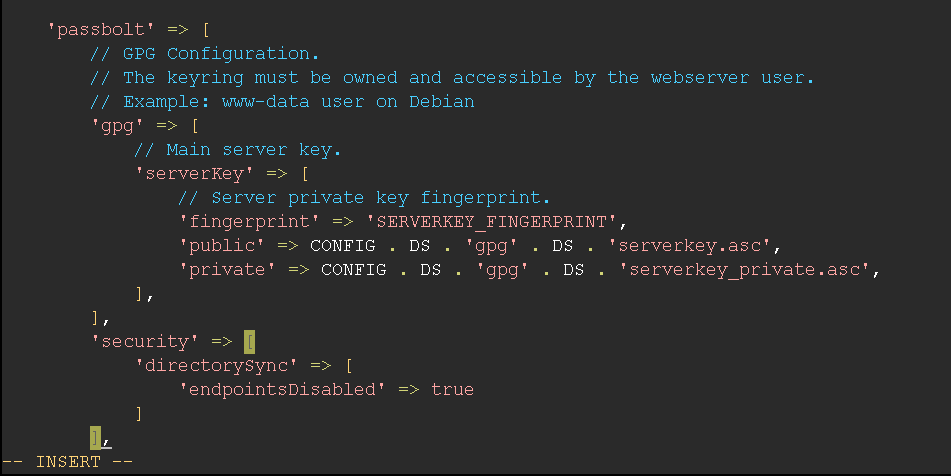 'passbolt' => [
// GPG Configuration.
// The keyring must be owned and accessible by the webserver user.
// Example: www-data user on Debian
'gpg' => [
// Main server key.
'serverKey' => [
// Server private key fingerprint.
'fingerprint' => 'SERVERKEY_FINGERPRINT',
'public' => CONFIG . DS . 'gpg' . DS . 'serverkey.asc',
'private' => CONFIG . DS . 'gpg' . DS . 'serverkey_private.asc',
],
],
'security' => [
'directorySync' => [
'endpointsDisabled' => true
]
],
-- INSERT --